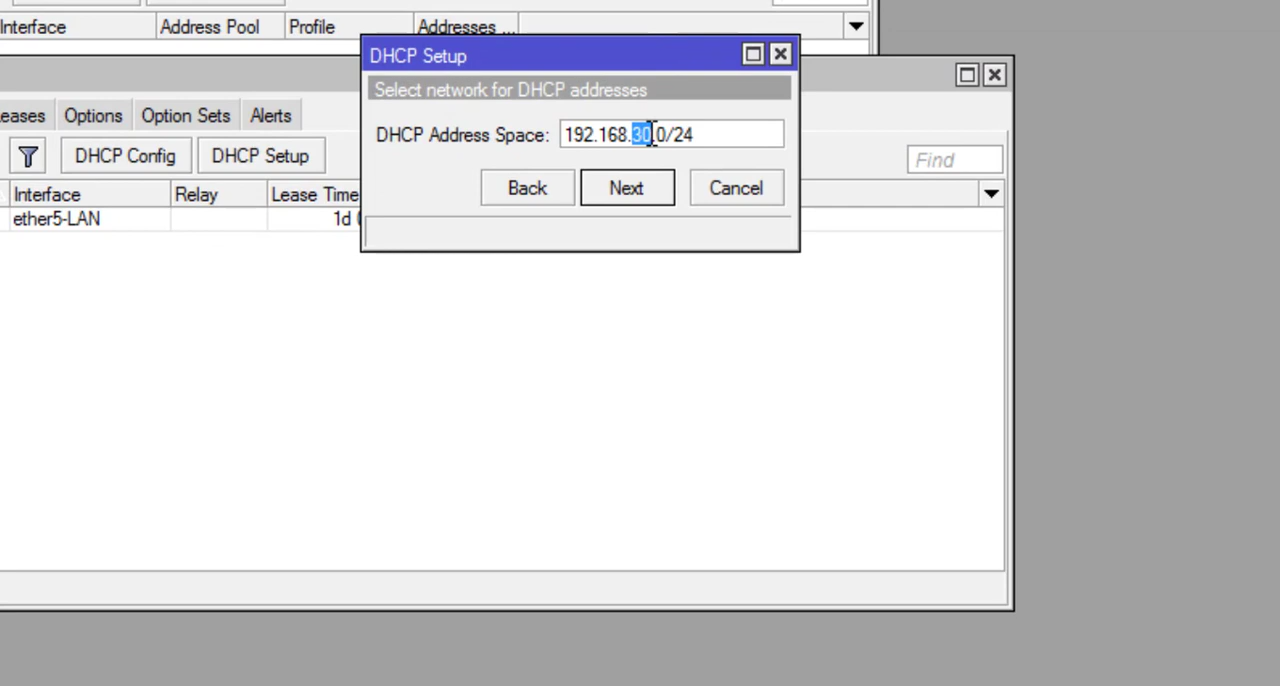 Interface Address Pool Profile Addresses ...
DHCP Setup
Select network for DHCP addresses
DHCP Address Space: 192.168.30.0/24
Back Next Cancel
eases Options Option Sets Alerts
DHCP Config DHCP Setup Find
Interface Relay Lease Time
ether5-LAN 1d